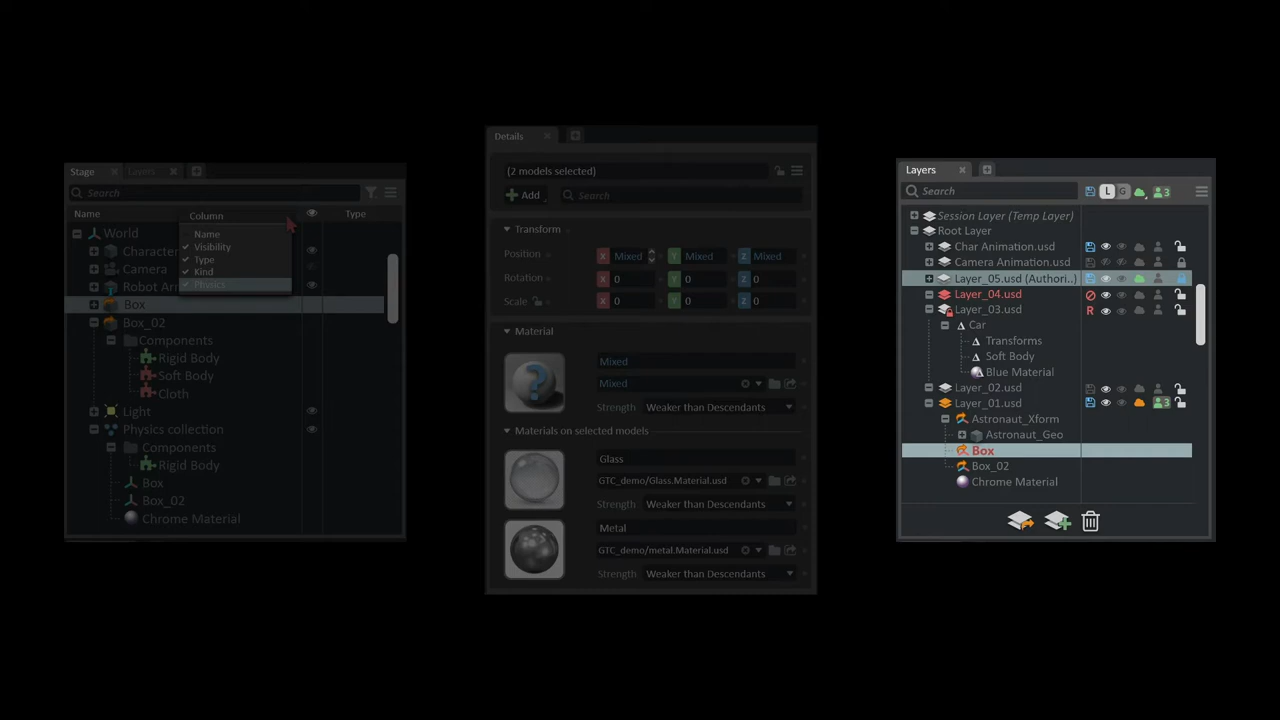 Stage
Layers
Search
Name
Type
Column
Name
Visibility
Type
Kind
Physics
World
Character
Camera
Robot Ar
Box
Box_02
Components
Rigid Body
Soft Body
Cloth
Light
Physics collection
Components
Rigid Body
Box
Box_02
Chrome Material
Details
(2 models selected)
Add
Search
Transform
Position X Mixed Y Mixed Z Mixed
Rotation X 0 Y 0 Z 0
Scale X 0 Y 0 Z 0
Material
?
Mixed
Mixed
Strength Weaker than Descendants
Materials on selected models
Glass
GTC_demo/Glass.Material.usd
Strength Weaker than Descendants
Metal
GTC_demo/metal.Material.usd
Strength Weaker than Descendants
Layers
Search L G 3
Session Layer (Temp Layer)
Root Layer
Char Animation.usd
Camera Animation.usd
Layer_05.usd (Authori..)
Layer_04.usd
Layer_03.usd R
Car
Transforms
Soft Body
Blue Material
Layer_02.usd
Layer_01.usd 3
Astronaut_Xform
Astronaut_Geo
Box
Box_02
Chrome Material